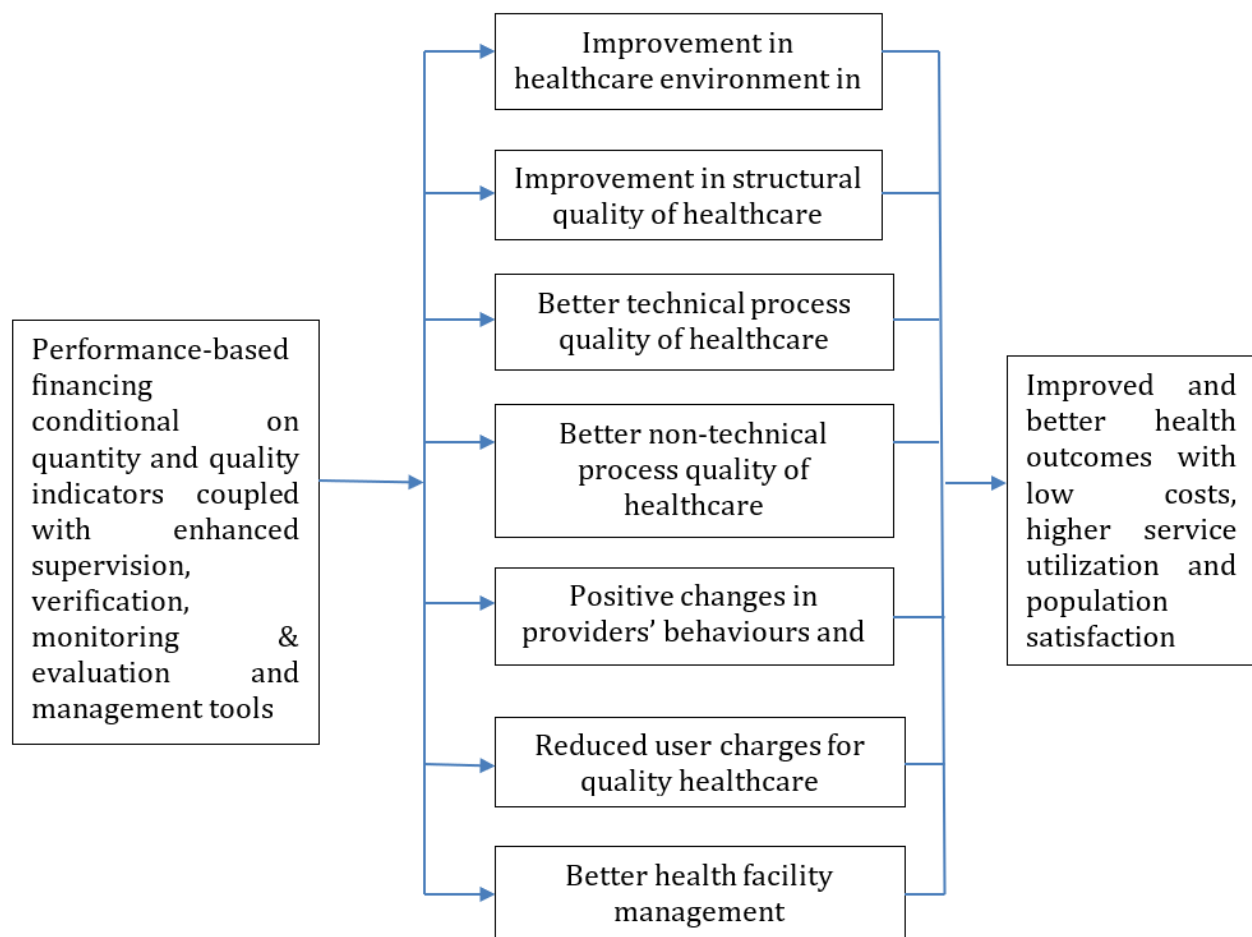 Performance-based
financing
conditional on
quantity and quality
indicators coupled
with enhanced
supervision,
verification,
monitoring &
evaluation and
management tools
Improvement in
healthcare environment in
Improvement in structural
quality of healthcare
Better technical process
quality of healthcare
Better non-technical
process quality of
healthcare
Positive changes in
providers’ behaviours and
Reduced user charges for
quality healthcare
Better health facility
management
Improved and
better health
outcomes with
low costs,
higher service
utilization and
population
satisfaction